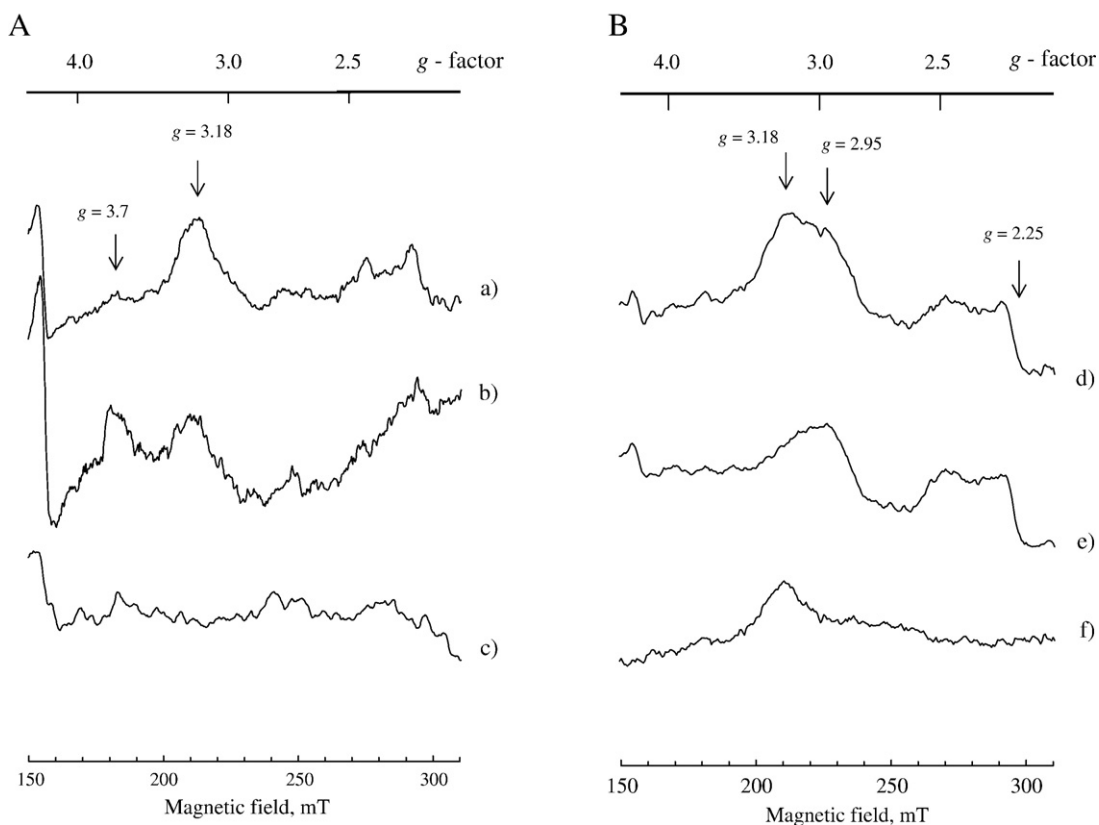 A
4.0 3.0 2.5 g - factor
g = 3.18
g = 3.7
a)
b)
c)
150 200 250 300
Magnetic field, mT
B
4.0 3.0 2.5 g - factor
g = 3.18
g = 2.95
g = 2.25
d)
e)
f)
150 200 250 300
Magnetic field, mT